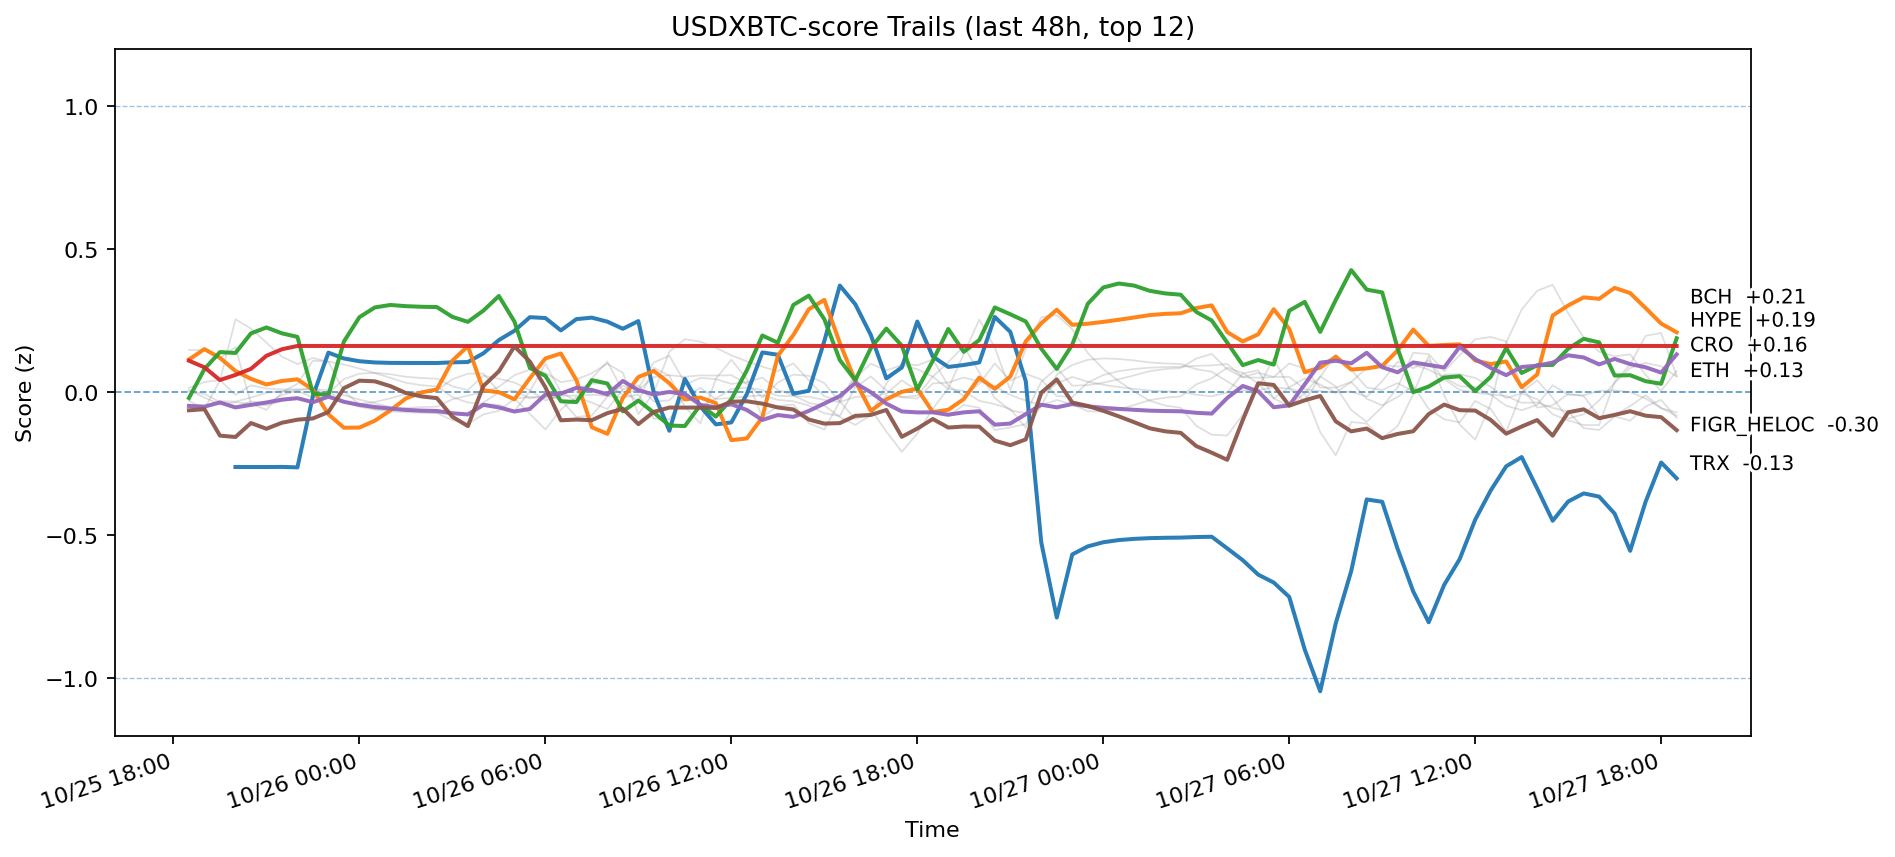 USDXBTC-score Trails (last 48h, top 12)
Score (z)
1.0
0.5
0.0
−0.5
−1.0
BCH +0.21
HYPE +0.19
CRO +0.16
ETH +0.13
FIGR_HELOC -0.30
TRX -0.13
10/25 18:00
10/26 00:00
10/26 06:00
10/26 12:00
10/26 18:00
10/27 00:00
10/27 06:00
10/27 12:00
10/27 18:00
Time